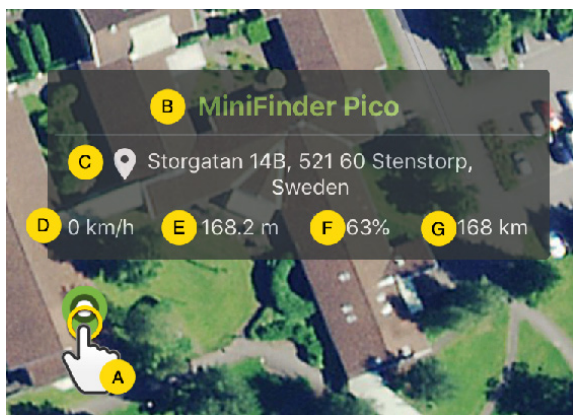 B MiniFinder Pico
C Storgatan 14B, 521 60 Stenstorp,
Sweden
D 0 km/h E 168.2 m F 63% G 168 km
A